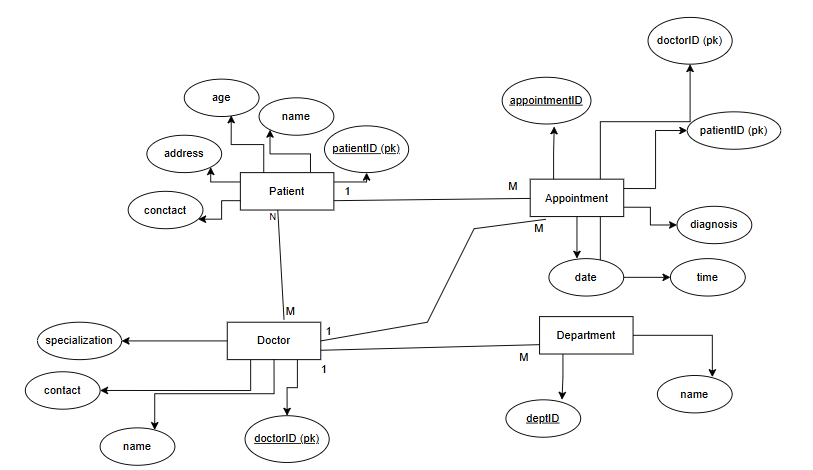 doctorID (pk)
age
appointmentID
name
patientID (pk)
patientID (pk)
address
Patient
1
M
Appointment
conctact
N
M
diagnosis
date
time
M
1
Doctor
specialization
1
M
Department
contact
name
name
doctorID (pk)
deptID